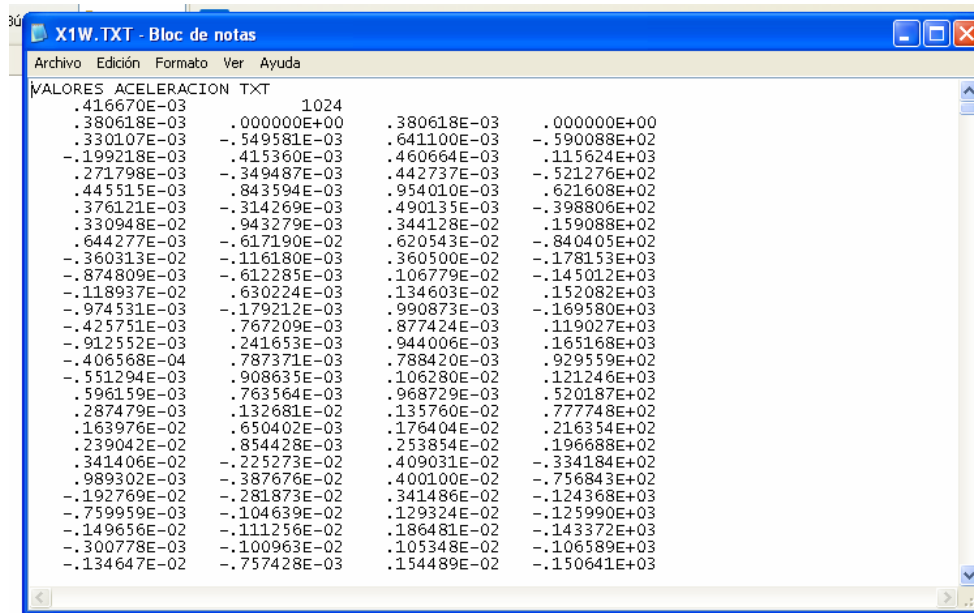 Bú
X1W.TXT - Bloc de notas
Archivo Edición Formato Ver Ayuda
VALORES ACELERACION TXT
.416670E-03 1024
.380618E-03 .000000E+00 .380618E-03 .000000E+00
.330107E-03 -.549581E-03 .641100E-03 -.590088E+02
-.199218E-03 .415360E-03 .460664E-03 .115624E+03
.271798E-03 -.349487E-03 .442737E-03 -.521276E+02
.445515E-03 .843594E-03 .954010E-03 .621608E+02
.376121E-03 -.314269E-03 .490135E-03 -.398806E+02
.330948E-02 .943279E-03 .344128E-02 .159088E+02
.644277E-03 -.617190E-02 .620543E-02 -.840405E+02
-.360313E-02 -.116180E-03 .360500E-02 -.178153E+03
-.874809E-03 -.612285E-03 .106779E-02 -.145012E+03
-.118937E-02 .630224E-03 .134603E-02 .152082E+03
-.974531E-03 -.179212E-03 .990873E-03 -.169580E+03
-.425751E-03 .767209E-03 .877424E-03 .119027E+03
-.912552E-03 .241653E-03 .944006E-03 .165168E+03
-.406568E-04 .787371E-03 .788420E-03 .929559E+02
-.551294E-03 .908635E-03 .106280E-02 .121246E+03
.596159E-03 .763564E-03 .968729E-03 .520187E+02
.287479E-03 .132681E-02 .135760E-02 .777748E+02
.163976E-02 .650402E-03 .176404E-02 .216354E+02
.239042E-02 .854428E-03 .253854E-02 .196688E+02
.341406E-02 -.225273E-02 .409031E-02 -.334184E+02
.989302E-03 -.387676E-02 .400100E-02 -.756843E+02
-.192769E-02 -.281873E-02 .341486E-02 -.124368E+03
-.759959E-03 -.104639E-02 .129324E-02 -.125990E+03
-.149656E-02 -.111256E-02 .186481E-02 -.143372E+03
-.300778E-03 -.100963E-02 .105348E-02 -.106589E+03
-.134647E-02 -.757428E-03 .154489E-02 -.150641E+03